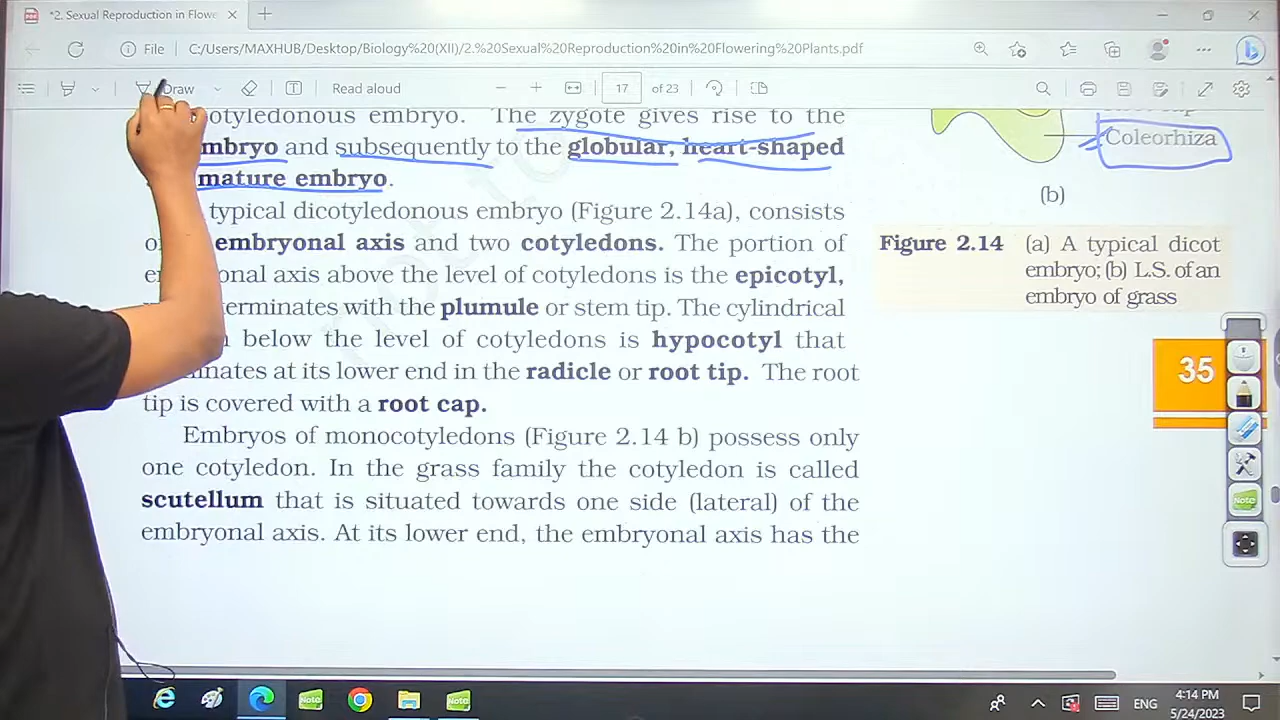 *2. Sexual Reproduction in Flowe
File
C:/Users/MAXHUB/Desktop/Biology%20(XII)/2.%20Sexual%20Reproduction%20in%20Flowering%20Plants.pdf
Draw
Read aloud
17 of 23
otyledonous embryo. The zygote gives rise to the
mbryo and subsequently to the globular, heart-shaped
mature embryo.
typical dicotyledonous embryo (Figure 2.14a), consists
o embryonal axis and two cotyledons. The portion of
e onal axis above the level of cotyledons is the epicotyl,
terminates with the plumule or stem tip. The cylindrical
below the level of cotyledons is hypocotyl that
nates at its lower end in the radicle or root tip. The root
tip is covered with a root cap.
Embryos of monocotyledons (Figure 2.14 b) possess only
one cotyledon. In the grass family the cotyledon is called
scutellum that is situated towards one side (lateral) of the
embryonal axis. At its lower end, the embryonal axis has the
Coleorhiza
(b)
Figure 2.14 (a) A typical dicot
embryo; (b) L.S. of an
embryo of grass
35
Note
Note
Note
ENG
4:14 PM
5/24/2023